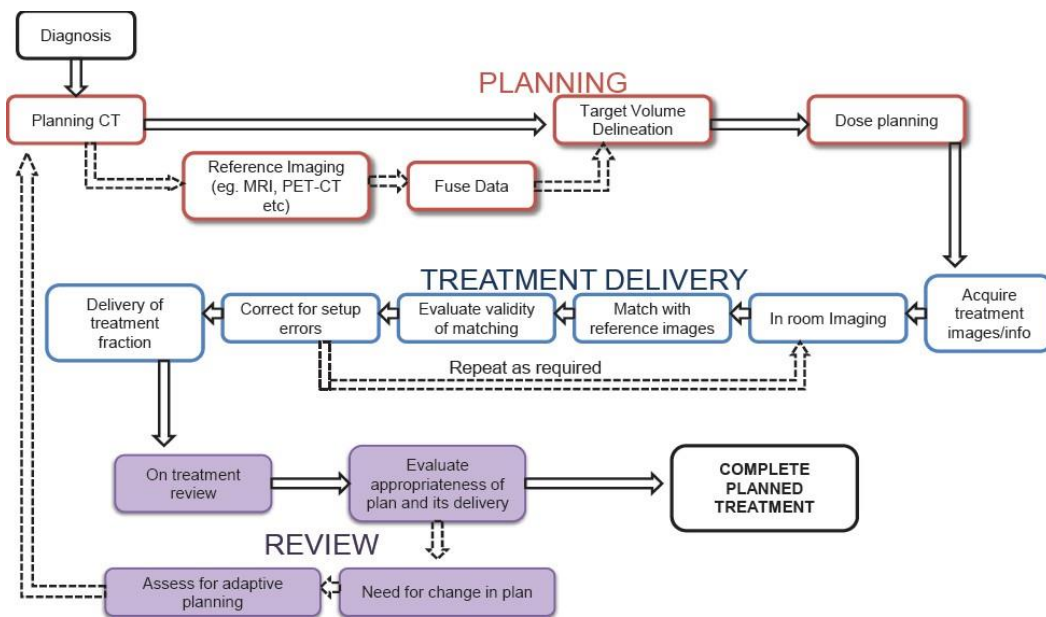 Diagnosis
PLANNING
Planning CT
Target Volume
Delineation
Dose planning
Reference Imaging
(eg. MRI, PET-CT
etc)
Fuse Data
TREATMENT DELIVERY
Delivery of
treatment
fraction
Correct for setup
errors
Evaluate validity
of matching
Match with
reference images
In room Imaging
Acquire
treatment
images/info
Repeat as required
On treatment
review
Evaluate
appropriateness of
plan and its delivery
COMPLETE
PLANNED
TREATMENT
REVIEW
Assess for adaptive
planning
Need for change in plan